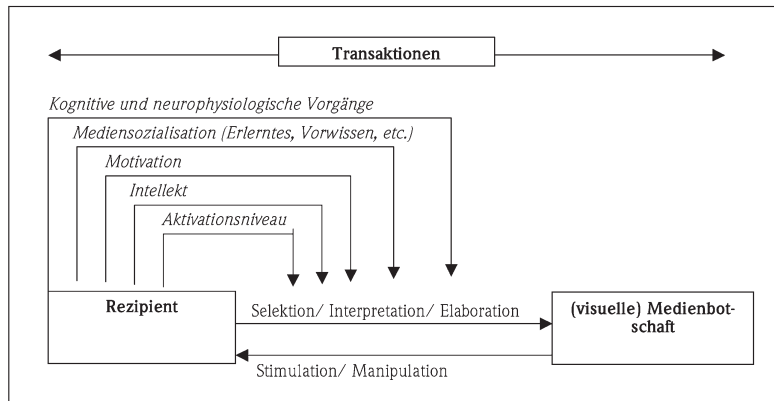 Transaktionen
Kognitive und neurophysiologische Vorgänge
Mediensozialisation (Erlerntes, Vorwissen, etc.)
Motivation
Intellekt
Aktivationsniveau
Rezipient
Selektion/ Interpretation/ Elaboration
(visuelle) Medienbot-
schaft
Stimulation/ Manipulation